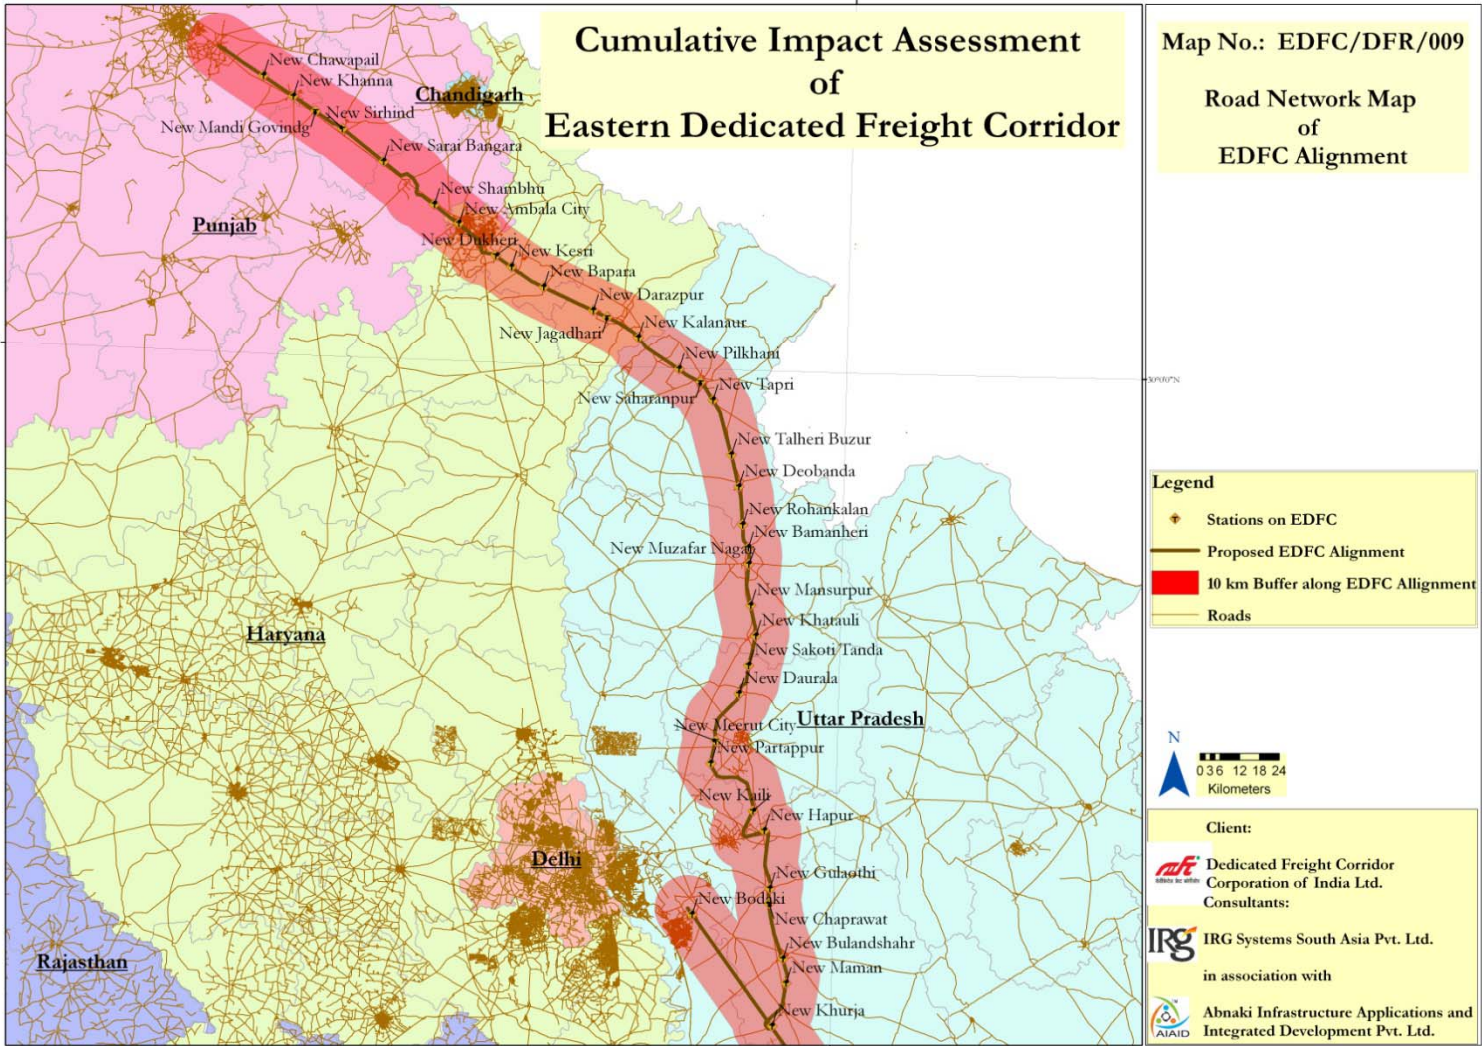 Cumulative Impact Assessment
of
Eastern Dedicated Freight Corridor
Map No.: EDFC/DFR/009
Road Network Map
of
EDFC Alignment
New Chawapail
New Khanna
Chandigarh
New Sirhind
New Mandi Govindg
New Sarai Bangara
New Shambhu
New Ambala City
Punjab
New Dukheri
New Kesri
New Bapara
New Darazpur
New Jagadhari
New Kalanaur
New Pilkhani
30°0'0"N
New Tapri
New Saharanpur
New Talheri Buzur
New Deobanda
New Rohankalan
New Bamanheri
New Muzafar Nagar
New Mansurpur
New Khatauli
Haryana
New Sakoti Tanda
New Daurala
Uttar Pradesh
New Meerut City
New Partappur
New Kaili
New Hapur
Delhi
New Gulaothi
New Bodaki
New Chaprawat
New Bulandshahr
Rajasthan
New Maman
New Khurja
Legend
Stations on EDFC
Proposed EDFC Alignment
10 km Buffer along EDFC Allignment
Roads
N
0 3 6 12 18 24
Kilometers
Client:
Dedicated Freight Corridor
Corporation of India Ltd.
Consultants:
IRG
IRG Systems South Asia Pvt. Ltd.
in association with
AIAID
Abnaki Infrastructure Applications and
Integrated Development Pvt. Ltd.